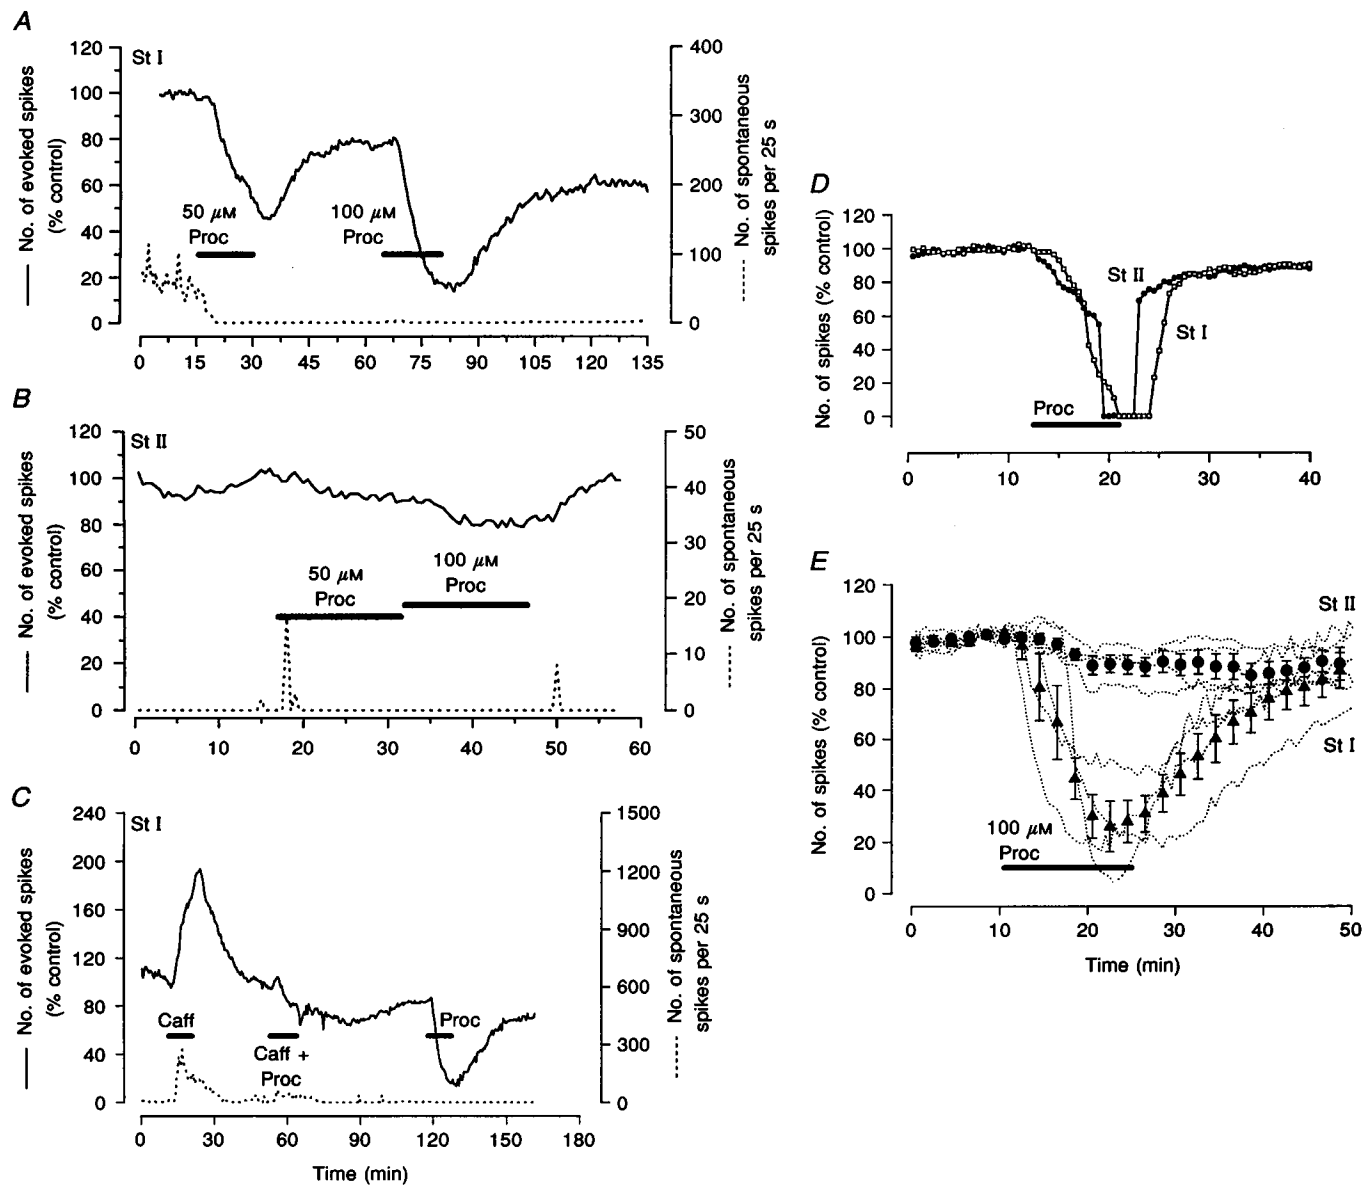 A
St I
No. of evoked spikes
(% control)
120
100
80
60
40
20
0
50 μM
Proc
100 μM
Proc
400
300
200
100
0
No. of spontaneous
spikes per 25 s
0 15 30 45 60 75 90 105 120 135
B
St II
No. of evoked spikes
(% control)
120
100
80
60
40
20
0
50 μM
Proc
100 μM
Proc
50
40
30
20
10
0
No. of spontaneous
spikes per 25 s
0 10 20 30 40 50 60
C
St I
No. of evoked spikes
(% control)
240
200
160
120
80
40
0
Caff
Caff +
Proc
Proc
1500
1200
900
600
300
0
No. of spontaneous
spikes per 25 s
0 30 60 90 120 150 180
Time (min)
D
No. of spikes (% control)
120
100
80
60
40
20
0
St II
St I
Proc
0 10 20 30 40
E
No. of spikes (% control)
120
100
80
60
40
20
0
St II
St I
100 μM
Proc
0 10 20 30 40 50
Time (min)